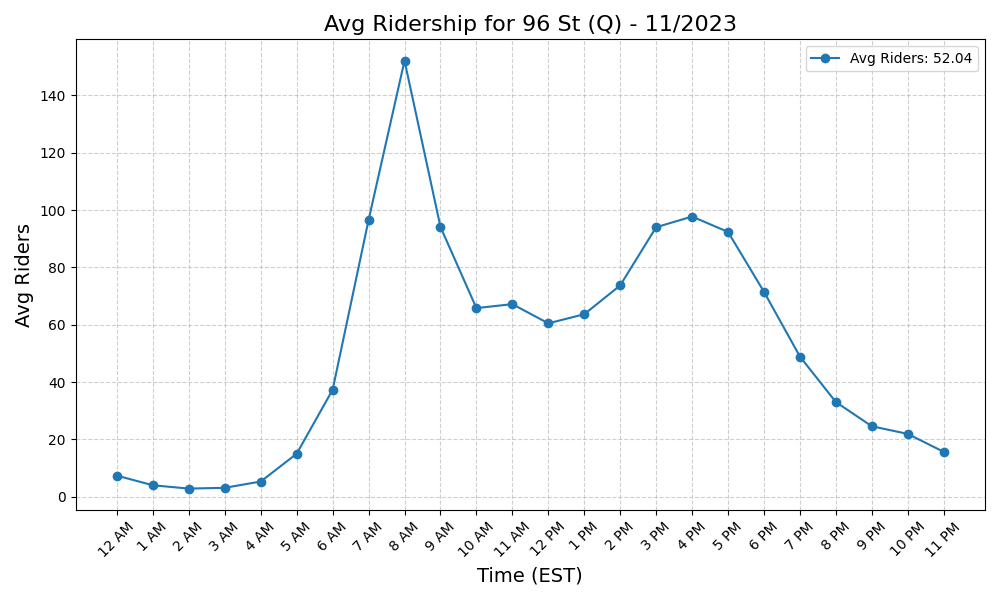 Avg Ridership for 96 St (Q) - 11/2023
Avg Riders: 52.04
Avg Riders
140
120
100
80
60
40
20
0
12 AM
1 AM
2 AM
3 AM
4 AM
5 AM
6 AM
7 AM
8 AM
9 AM
10 AM
11 AM
12 PM
1 PM
2 PM
3 PM
4 PM
5 PM
6 PM
7 PM
8 PM
9 PM
10 PM
11 PM
Time (EST)